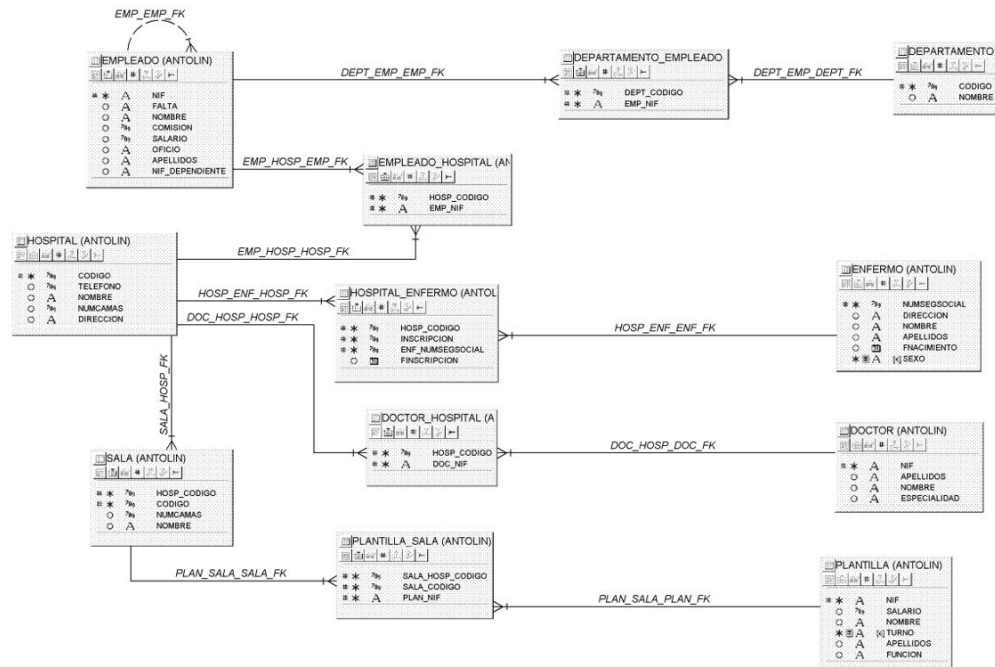 EMP_EMP_FK
EMPLEADO (ANTOLIN)
NIF
FALTA
NOMBRE
COMISION
SALARIO
OFICIO
APELLIDOS
NIF_DEPENDIENTE
DEPT_EMP_EMP_FK
DEPARTAMENTO_EMPLEADO
DEPT_CODIGO
EMP_NIF
DEPT_EMP_DEPT_FK
DEPARTAMENTO
CODIGO
NOMBRE
EMP_HOSP_EMP_FK
EMPLEADO_HOSPITAL (AN
HOSP_CODIGO
EMP_NIF
HOSPITAL (ANTOLIN)
CODIGO
TELEFONO
NOMBRE
NUMCAMAS
DIRECCION
EMP_HOSP_HOSP_FK
HOSP_ENF_HOSP_FK
DOC_HOSP_HOSP_FK
HOSPITAL_ENFERMO (ANTOL
HOSP_CODIGO
INSCRIPCION
ENF_NUMSEGSOCIAL
FINSCRIPCION
HOSP_ENF_ENF_FK
ENFERMO (ANTOLIN)
NUMSEGSOCIAL
DIRECCION
NOMBRE
APELLIDOS
FNACIMIENTO
SEXO
SALA_HOSP_FK
DOCTOR_HOSPITAL (A
HOSP_CODIGO
DOC_NIF
DOC_HOSP_DOC_FK
DOCTOR (ANTOLIN)
NIF
APELLIDOS
NOMBRE
ESPECIALIDAD
SALA (ANTOLIN)
HOSP_CODIGO
CODIGO
NUMCAMAS
NOMBRE
PLAN_SALA_SALA_FK
PLANTILLA_SALA (ANTOLIN)
SALA_HOSP_CODIGO
SALA_CODIGO
PLAN_NIF
PLAN_SALA_PLAN_FK
PLANTILLA (ANTOLIN)
NIF
SALARIO
NOMBRE
TURNO
APELLIDOS
FUNCION